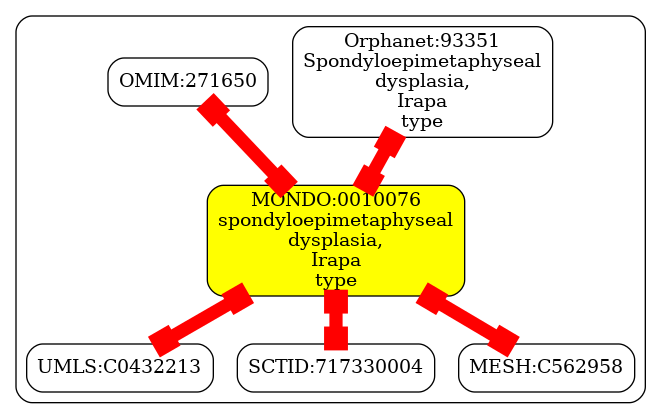 OMIM:271650
Orphanet:93351
Spondyloepimetaphyseal
dysplasia,
Irapa
type
MONDO:0010076
spondyloepimetaphyseal
dysplasia,
Irapa
type
UMLS:C0432213
SCTID:717330004
MESH:C562958